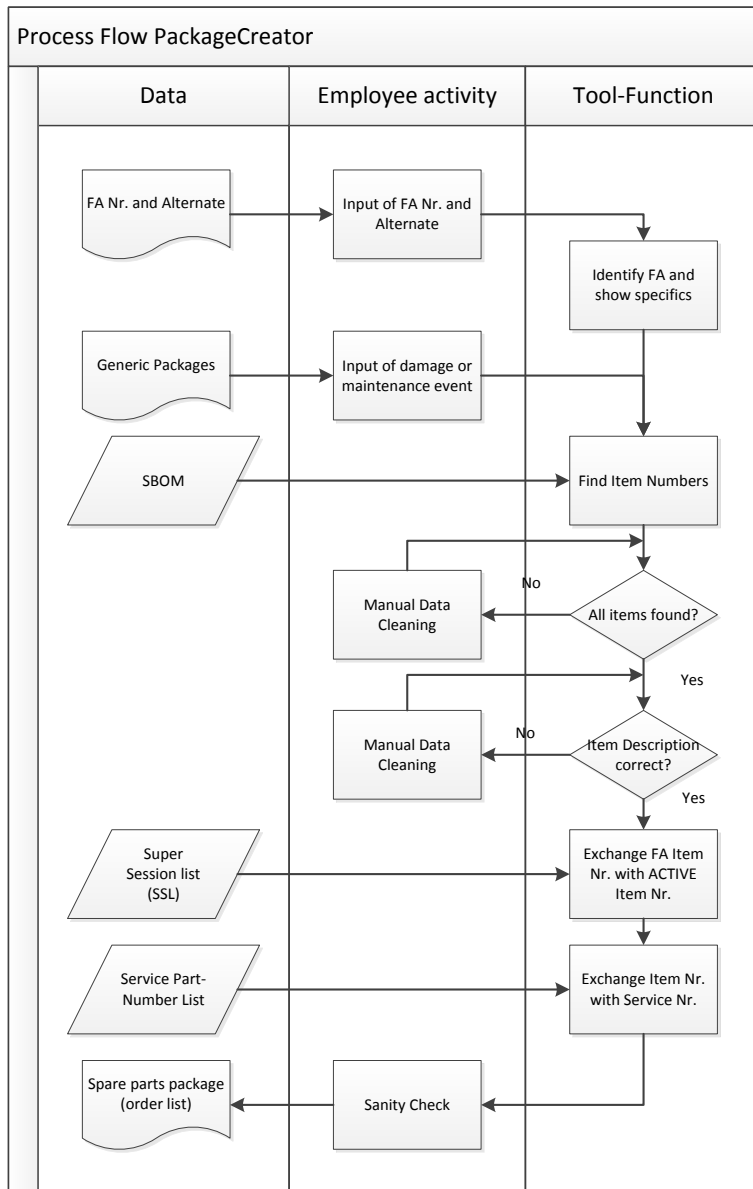 Process Flow PackageCreator
Data
Employee activity
Tool-Function
FA Nr. and Alternate
Input of FA Nr. and
Alternate
Identify FA and
show specifics
Generic Packages
Input of damage or
maintenance event
SBOM
Find Item Numbers
Manual Data
Cleaning
No
All items found?
Yes
Manual Data
Cleaning
No
Item Description
correct?
Yes
Super
Session list
(SSL)
Exchange FA Item
Nr. with ACTIVE
Item Nr.
Service Part-
Number List
Exchange Item Nr.
with Service Nr.
Spare parts package
(order list)
Sanity Check